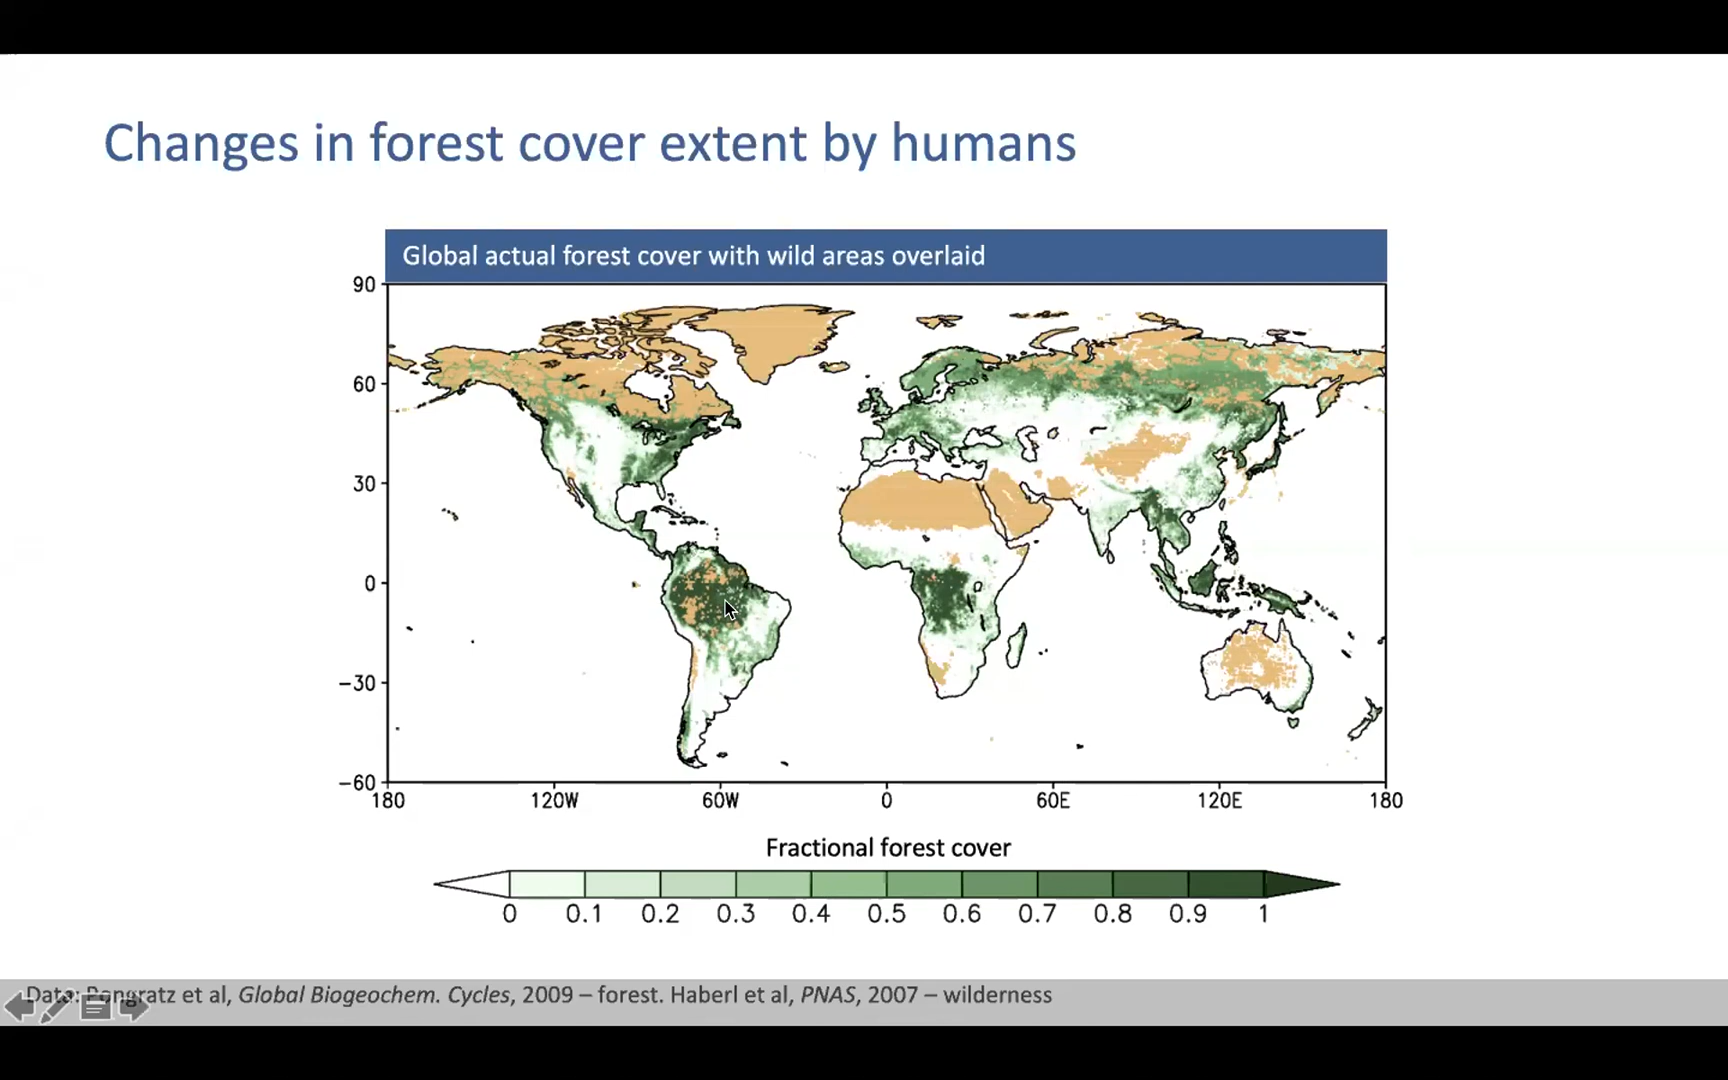 Changes in forest cover extent by humans
Global actual forest cover with wild areas overlaid
90
60
30
0
−30
−60
180 120W 60W 0 60E 120E 180
Fractional forest cover
0 0.1 0.2 0.3 0.4 0.5 0.6 0.7 0.8 0.9 1
Data: Pongratz et al, Global Biogeochem. Cycles, 2009 – forest. Haberl et al, PNAS, 2007 – wilderness